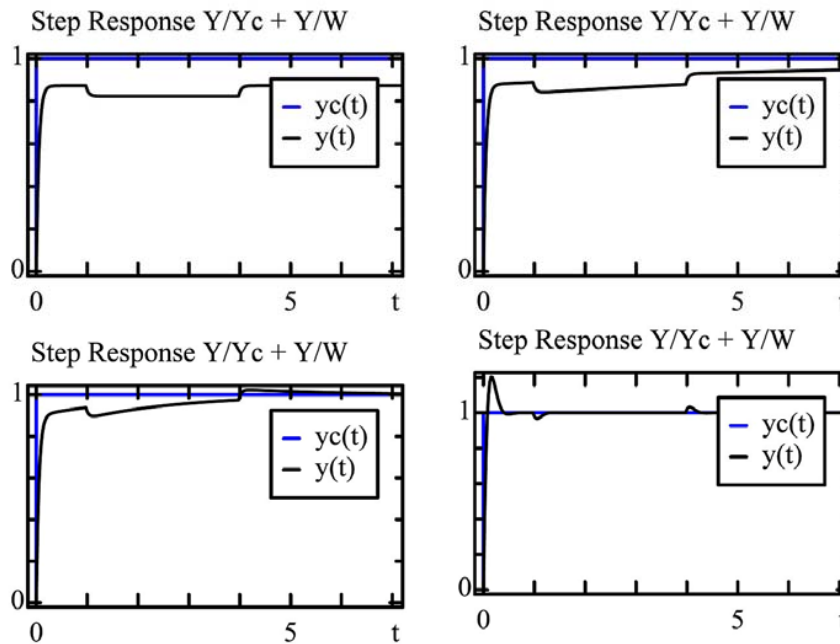 Step Response Y/Yc + Y/W
1
yc(t)
y(t)
0
0 5 t
Step Response Y/Yc + Y/W
1
yc(t)
y(t)
0
0 5 t
Step Response Y/Yc + Y/W
1
yc(t)
y(t)
0
0 5 t
Step Response Y/Yc + Y/W
1
yc(t)
y(t)
0
0 5 t